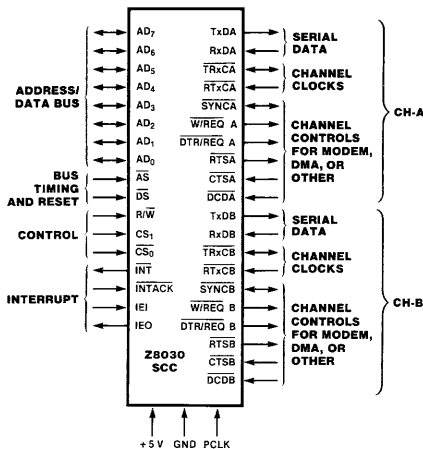 ADDRESS/
DATA BUS
BUS
TIMING
AND RESET
CONTROL
INTERRUPT
AD7
AD6
AD5
AD4
AD3
AD2
AD1
AD0
AS
DS
R/W
CS1
CS0
INT
INTACK
IEI
IEO
Z8030
SCC
TxDA
RxDA
TRxCA
RTxCA
SYNCA
W/REQ A
DTR/REQ A
RTSA
CTSA
DCDA
TxDB
RxDB
TRxCB
RTxCB
SYNCB
W/REQ B
DTR/REQ B
RTSB
CTSB
DCDB
SERIAL
DATA
CHANNEL
CLOCKS
CHANNEL
CONTROLS
FOR MODEM,
DMA, OR
OTHER
CH-A
SERIAL
DATA
CHANNEL
CLOCKS
CHANNEL
CONTROLS
FOR MODEM,
DMA, OR
OTHER
CH-B
+5 V GND PCLK